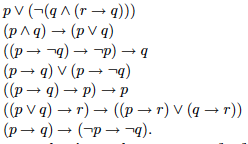 p ∨ (¬(q ∧ (r → q)))
(p ∧ q) → (p ∨ q)
((p → ¬q) → ¬p) → q
(p → q) ∨ (p → ¬q)
((p → q) → p) → p
((p ∨ q) → r) → ((p → r) ∨ (q → r))
(p → q) → (¬p → ¬q).